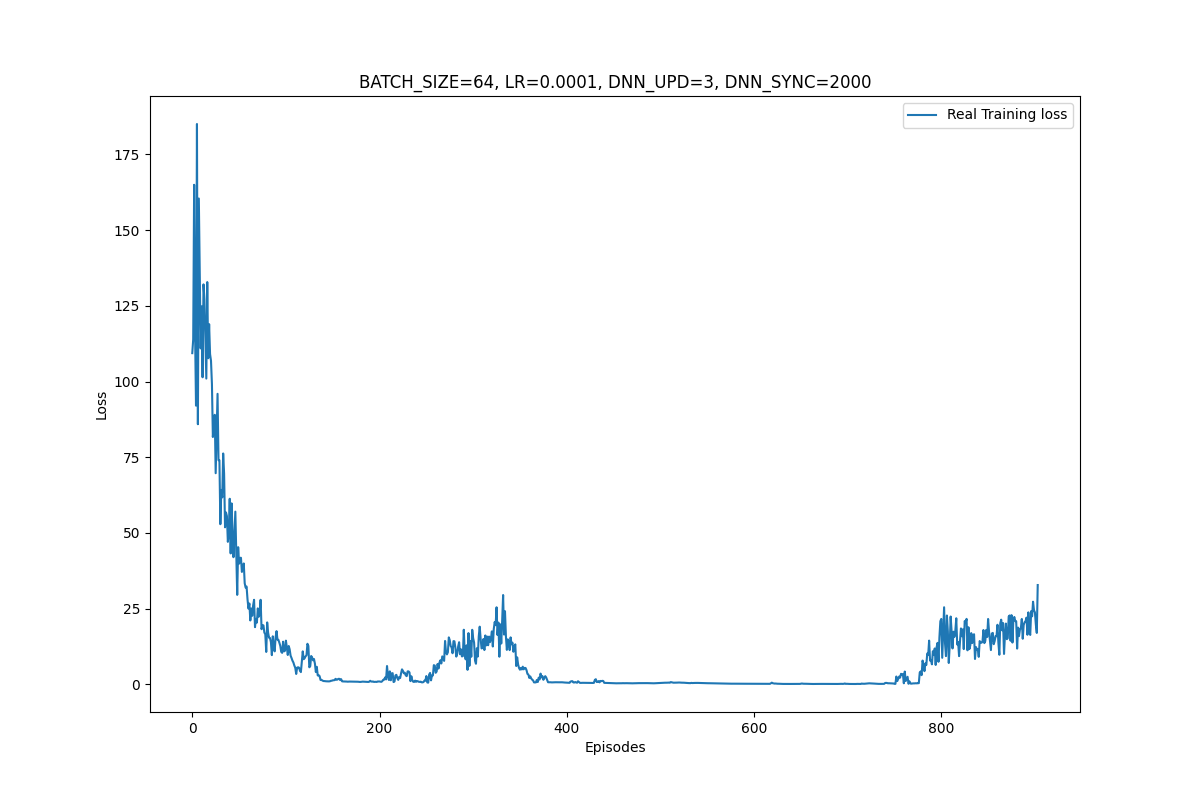 BATCH_SIZE=64, LR=0.0001, DNN_UPD=3, DNN_SYNC=2000
Real Training loss
175
150
125
100
75
50
25
0
Loss
0 200 400 600 800
Episodes